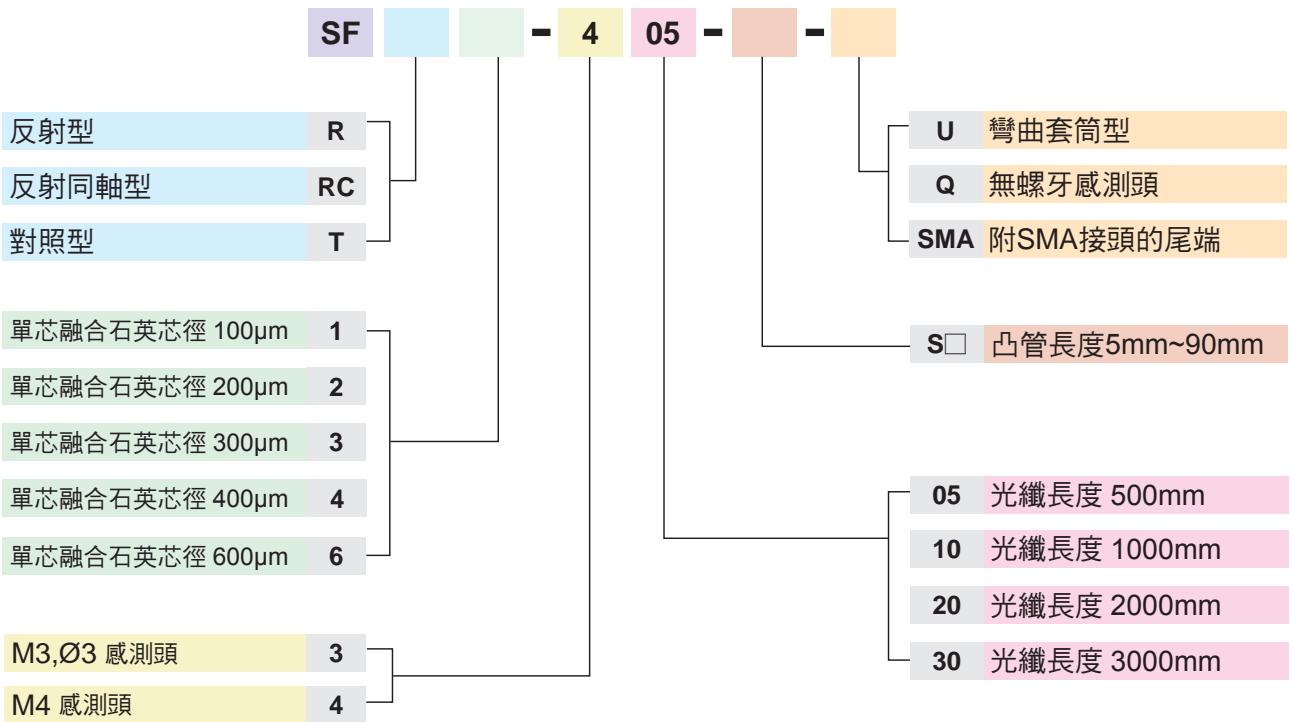 SF - 4 05 - -
反射型 R
反射同軸型 RC
對照型 T
單芯融合石英芯徑 100µm 1
單芯融合石英芯徑 200µm 2
單芯融合石英芯徑 300µm 3
單芯融合石英芯徑 400µm 4
單芯融合石英芯徑 600µm 6
M3,Ø3 感測頭 3
M4 感測頭 4
U 彎曲套筒型
Q 無螺牙感測頭
SMA 附SMA接頭的尾端
S□ 凸管長度5mm~90mm
05 光纖長度 500mm
10 光纖長度 1000mm
20 光纖長度 2000mm
30 光纖長度 3000mm